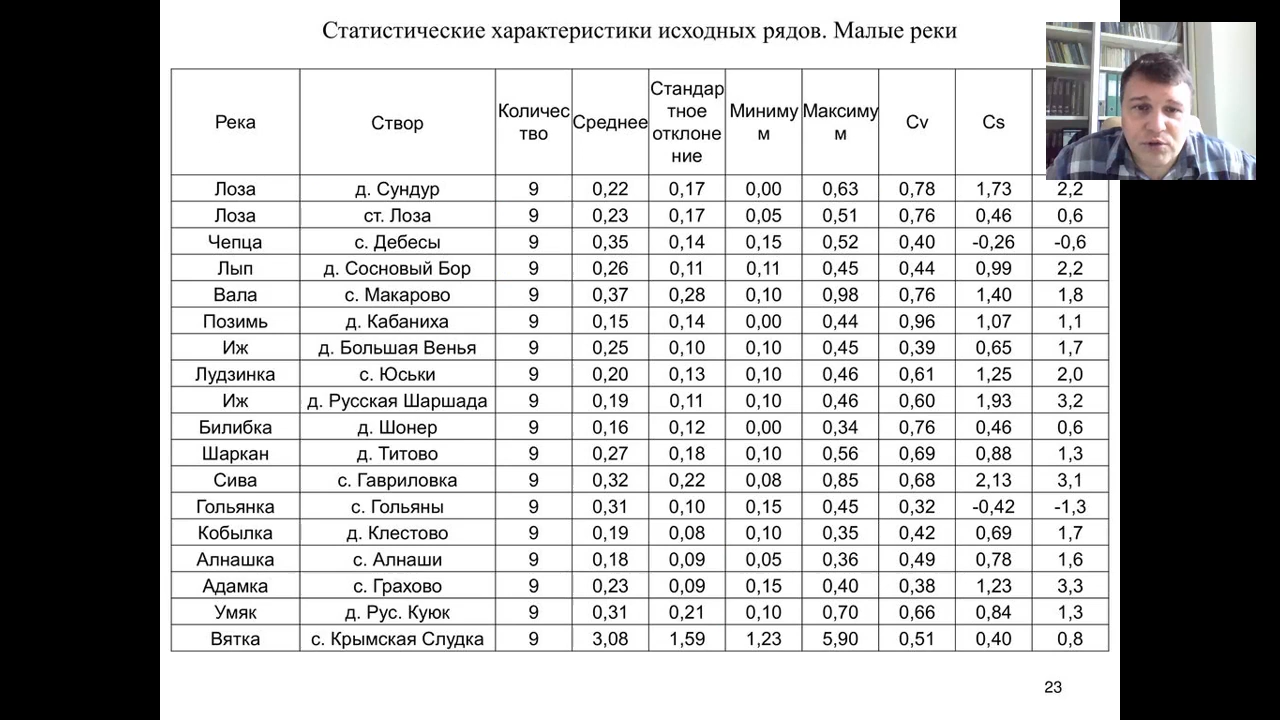 Статистические характеристики исходных рядов. Малые реки
Река Створ Количес тво Среднее Стандар тное отклоне ние Миниму м Максиму м Cv Cs
Лоза д. Сундур 9 0,22 0,17 0,00 0,63 0,78 1,73 2,2
Лоза ст. Лоза 9 0,23 0,17 0,05 0,51 0,76 0,46 0,6
Чепца с. Дебесы 9 0,35 0,14 0,15 0,52 0,40 -0,26 -0,6
Лып д. Сосновый Бор 9 0,26 0,11 0,11 0,45 0,44 0,99 2,2
Вала с. Макарово 9 0,37 0,28 0,10 0,98 0,76 1,40 1,8
Позимь д. Кабаниха 9 0,15 0,14 0,00 0,44 0,96 1,07 1,1
Иж д. Большая Венья 9 0,25 0,10 0,10 0,45 0,39 0,65 1,7
Лудзинка с. Юськи 9 0,20 0,13 0,10 0,46 0,61 1,25 2,0
Иж д. Русская Шаршада 9 0,19 0,11 0,10 0,46 0,60 1,93 3,2
Билибка д. Шонер 9 0,16 0,12 0,00 0,34 0,76 0,46 0,6
Шаркан д. Титово 9 0,27 0,18 0,10 0,56 0,69 0,88 1,3
Сива с. Гавриловка 9 0,32 0,22 0,08 0,85 0,68 2,13 3,1
Гольянка с. Гольяны 9 0,31 0,10 0,15 0,45 0,32 -0,42 -1,3
Кобылка д. Клестово 9 0,19 0,08 0,10 0,35 0,42 0,69 1,7
Алнашка с. Алнаши 9 0,18 0,09 0,05 0,36 0,49 0,78 1,6
Адамка с. Грахово 9 0,23 0,09 0,15 0,40 0,38 1,23 3,3
Умяк д. Рус. Куюк 9 0,31 0,21 0,10 0,70 0,66 0,84 1,3
Вятка с. Крымская Слудка 9 3,08 1,59 1,23 5,90 0,51 0,40 0,8
23